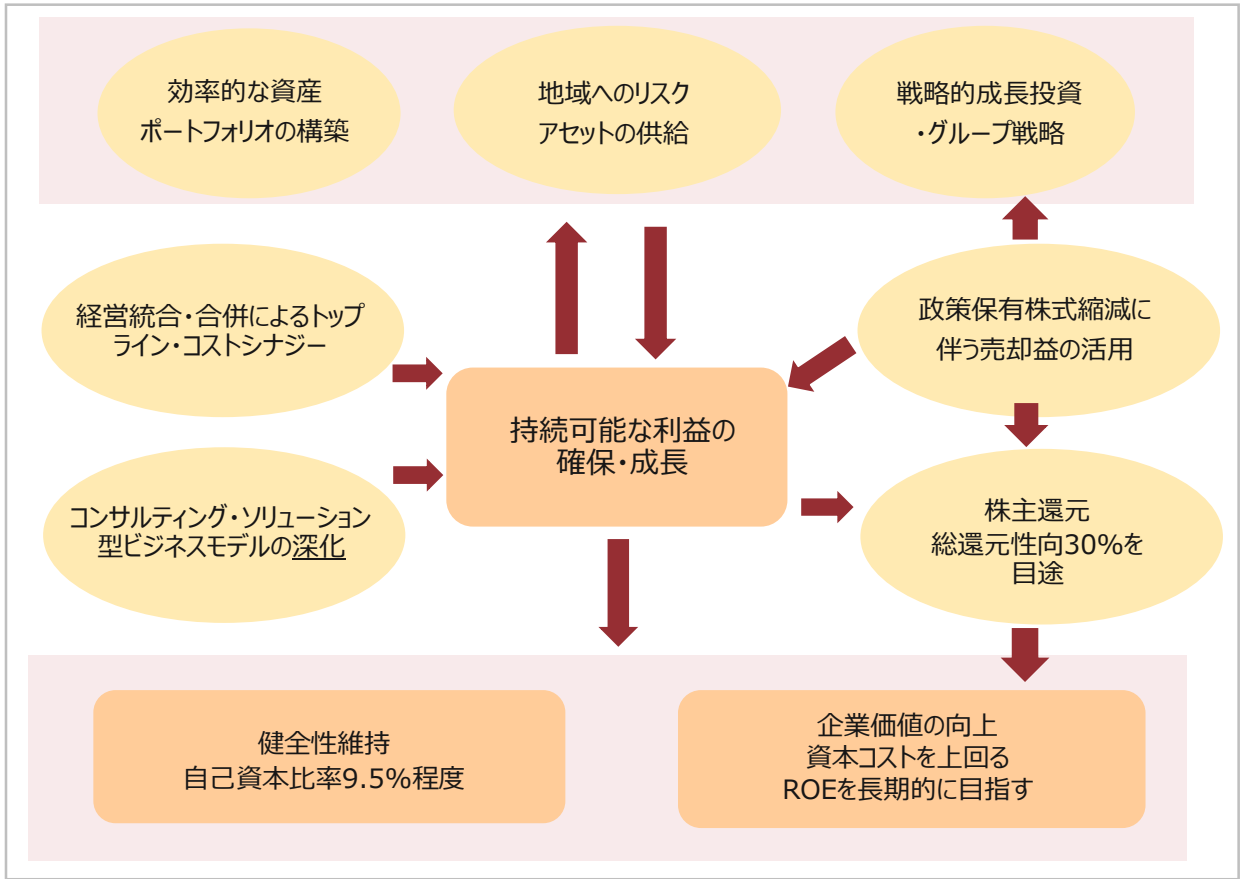 効率的な資産
ポートフォリオの構築
地域へのリスク
アセットの供給
戦略的成長投資
・グループ戦略
経営統合・合併によるトップ
ライン・コストシナジー
政策保有株式縮減に
伴う売却益の活用
持続可能な利益の
確保・成長
コンサルティング・ソリューション
型ビジネスモデルの深化
株主還元
総還元性向30%を
目途
健全性維持
自己資本比率9.5%程度
企業価値の向上
資本コストを上回る
ROEを長期的に目指す